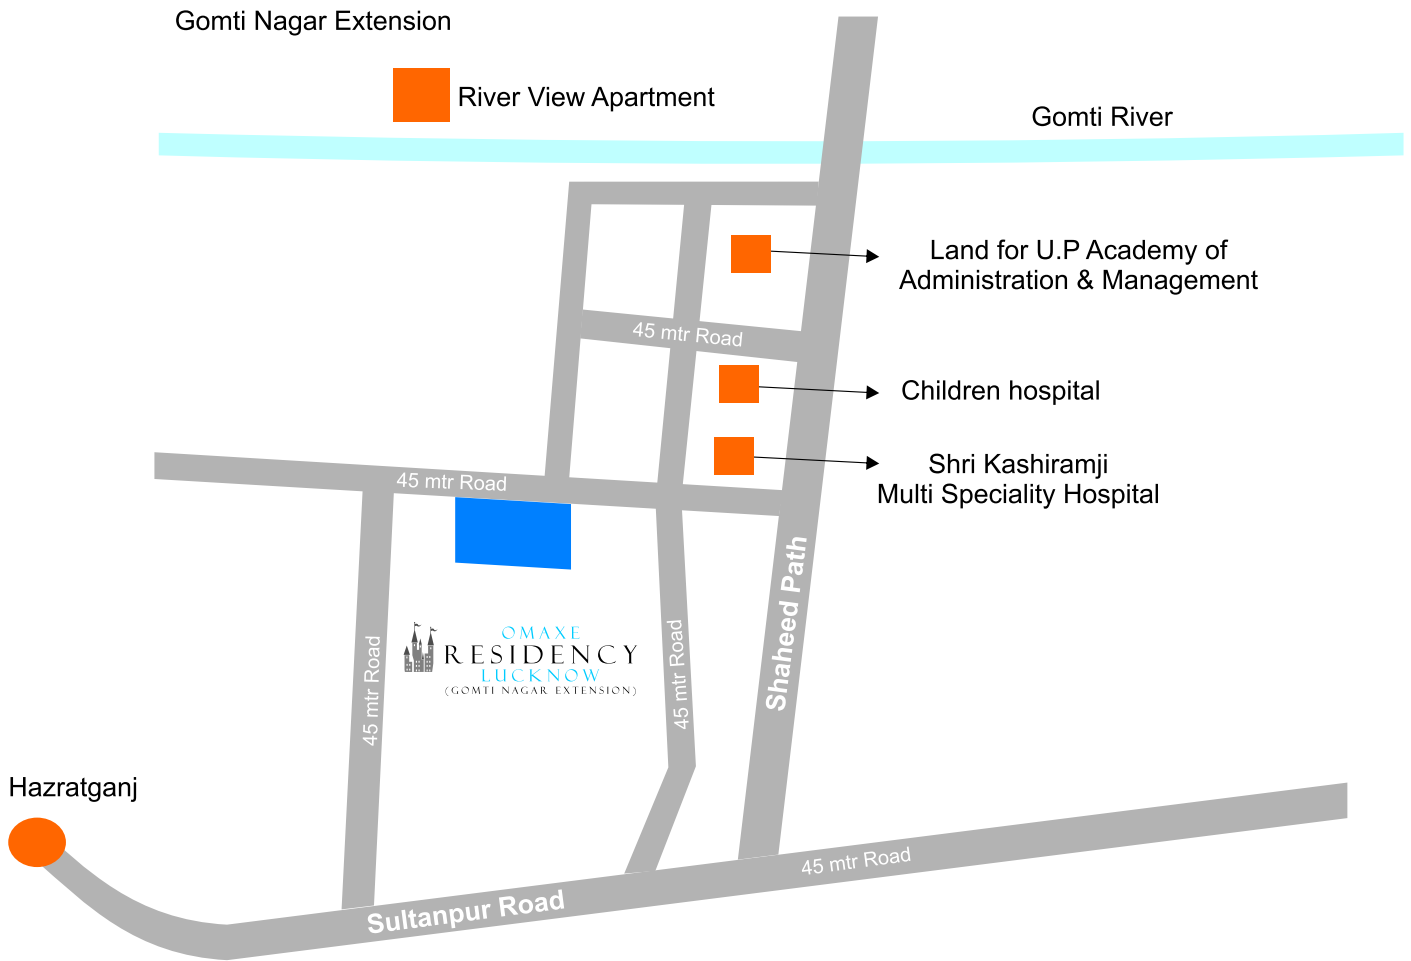 Gomti Nagar Extension
River View Apartment
Gomti River
Land for U.P Academy of
Administration & Management
45 mtr Road
Children hospital
Shri Kashiramji
Multi Speciality Hospital
45 mtr Road
Shaheed Path
OMAXE
RESIDENCY
LUCKNOW
(GOMTI NAGAR EXTENSION)
45 mtr Road
45 mtr Road
Hazratganj
45 mtr Road
Sultanpur Road